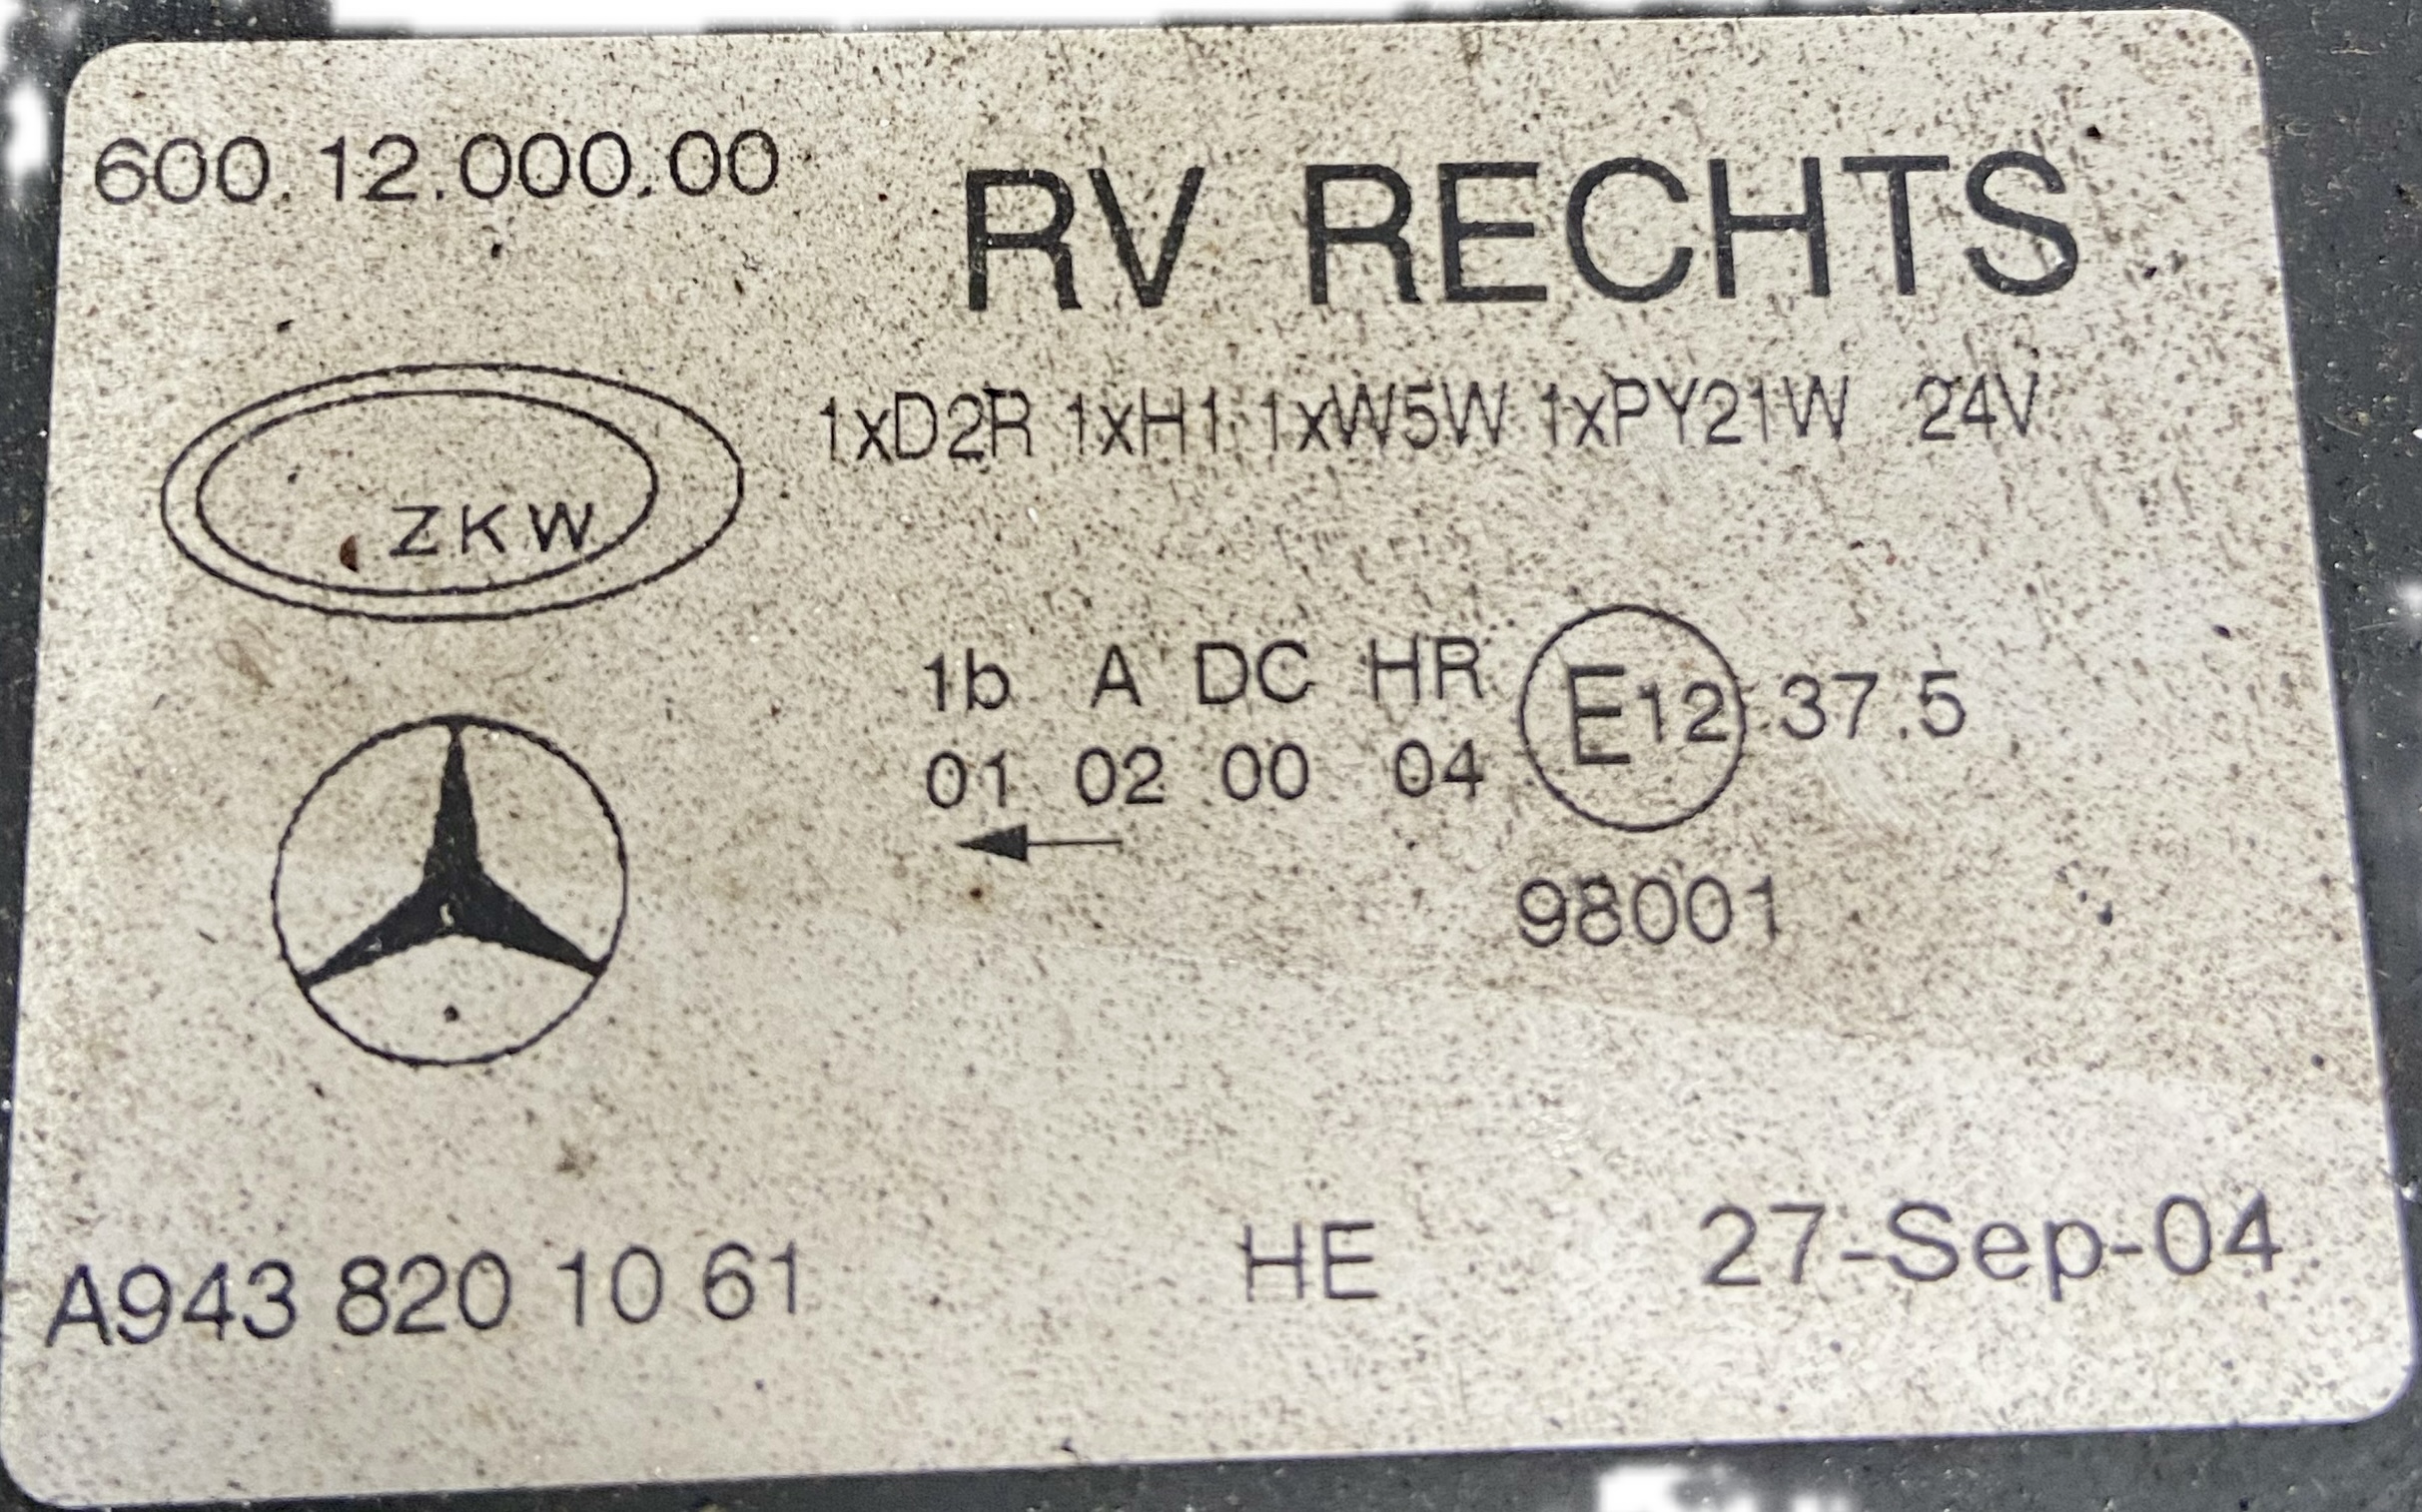 600.12.000.00
RV RECHTS
1xD2R 1xH1 1xW5W 1xPY21W 24V
ZKW
1b A DC HR E12 37.5
01 02 00 04
98001
A943 820 10 61 HE 27-Sep-04